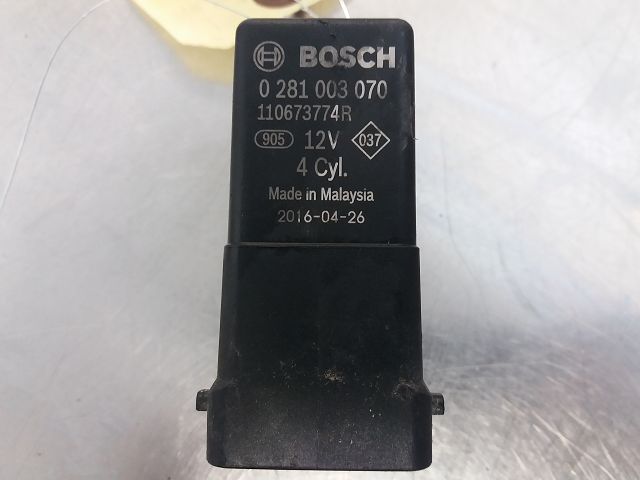 BOSCH
0 281 003 070
110673774R
905 12V 037
4 Cyl.
Made in Malaysia
2016-04-26